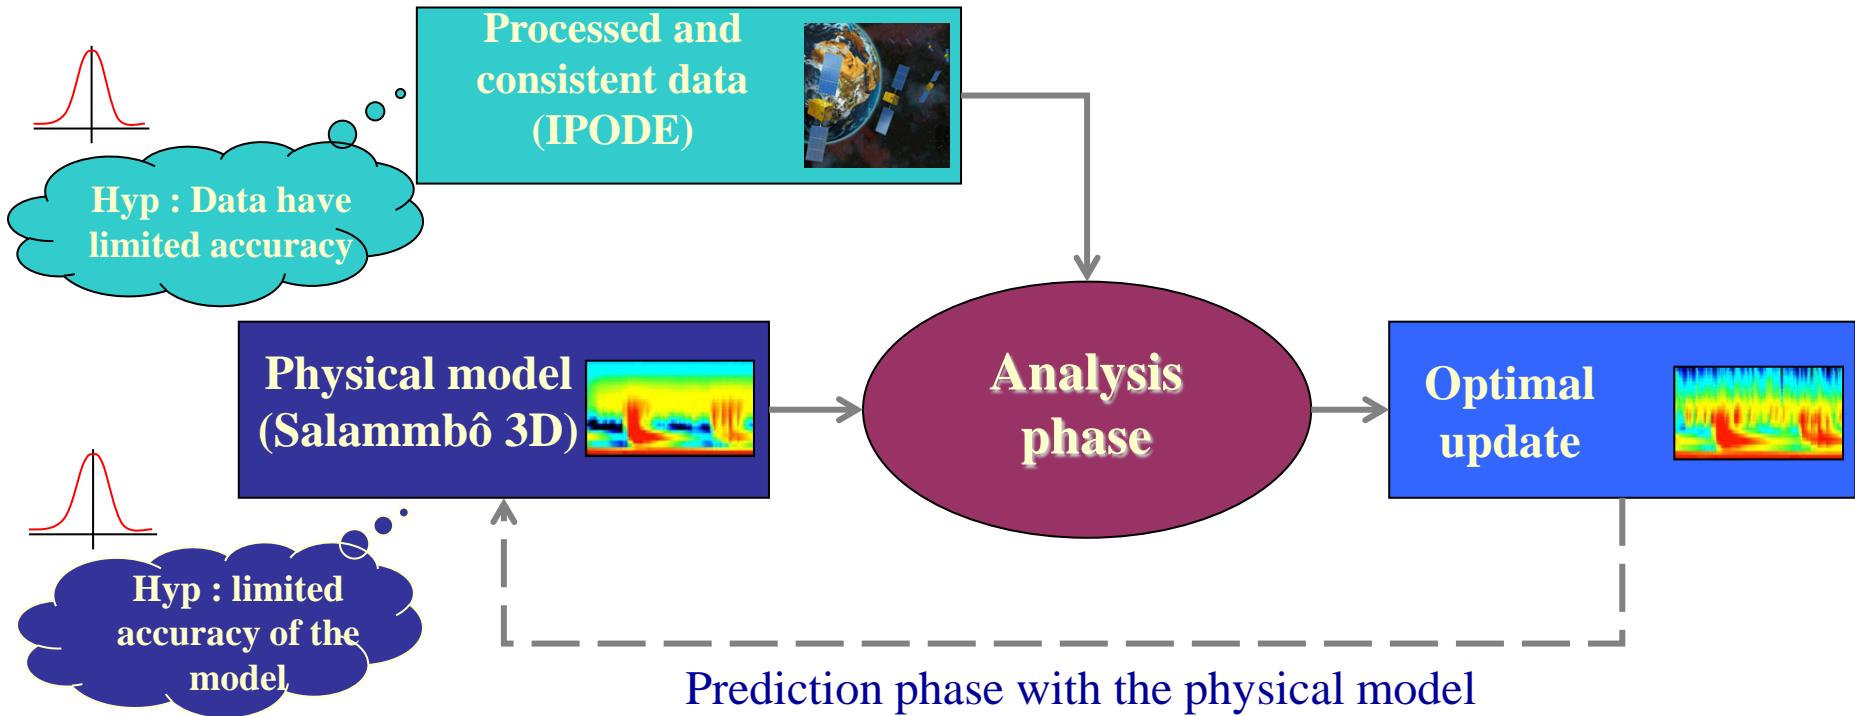 Processed and
consistent data
(IPODE)
Hyp : Data have
limited accuracy
Physical model
(Salammbô 3D)
Analysis
phase
Optimal
update
Hyp : limited
accuracy of the
model
Prediction phase with the physical model